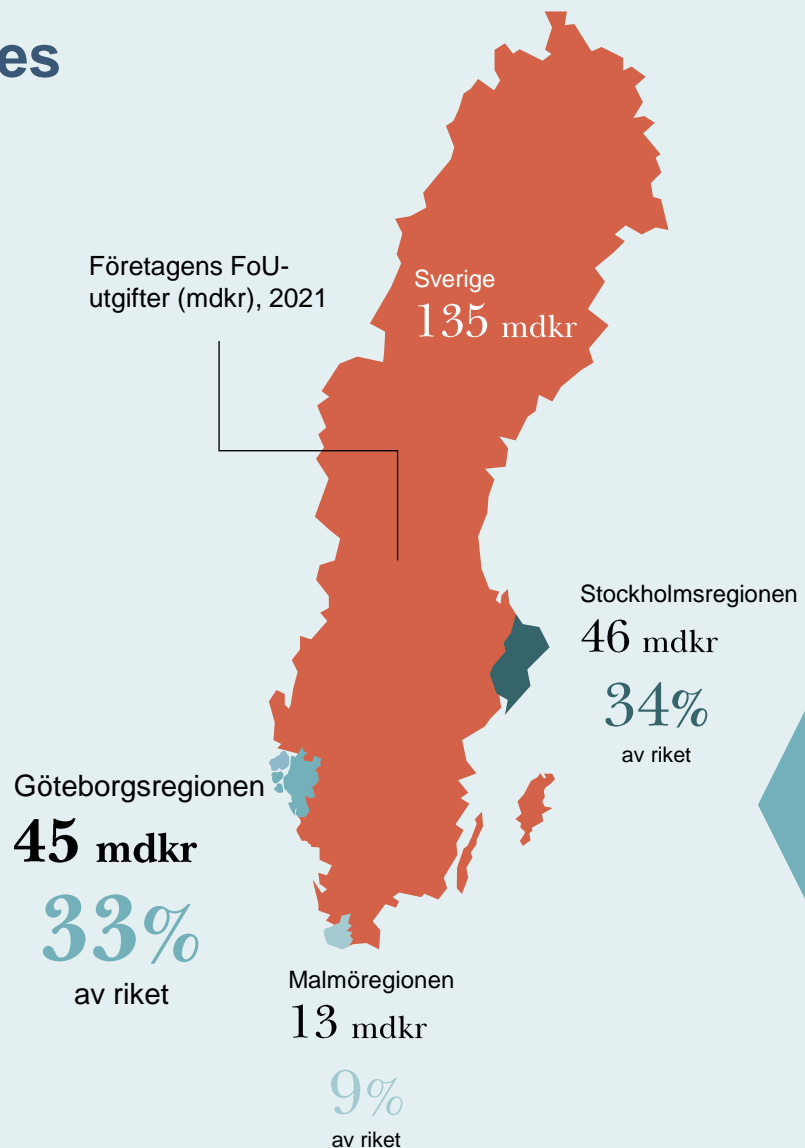 es
Företagens FoU-
utgifter (mdkr), 2021
Sverige
135 mdkr
Stockholmsregionen
46 mdkr
34%
av riket
Göteborgsregionen
45 mdkr
33%
av riket
Malmöregionen
13 mdkr
9%
av riket